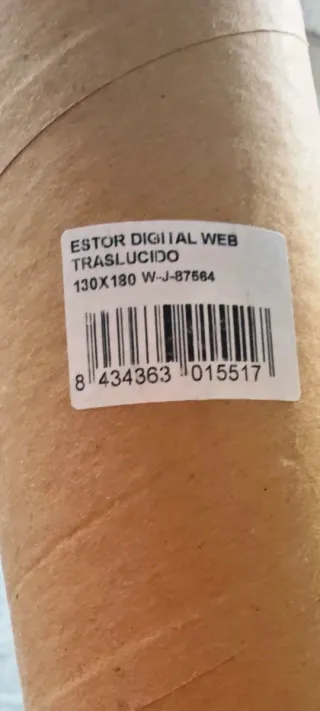 ESTOR DIGITAL WEB
TRASLUCIDO
130X180 W-J-87564
8 434363 015517